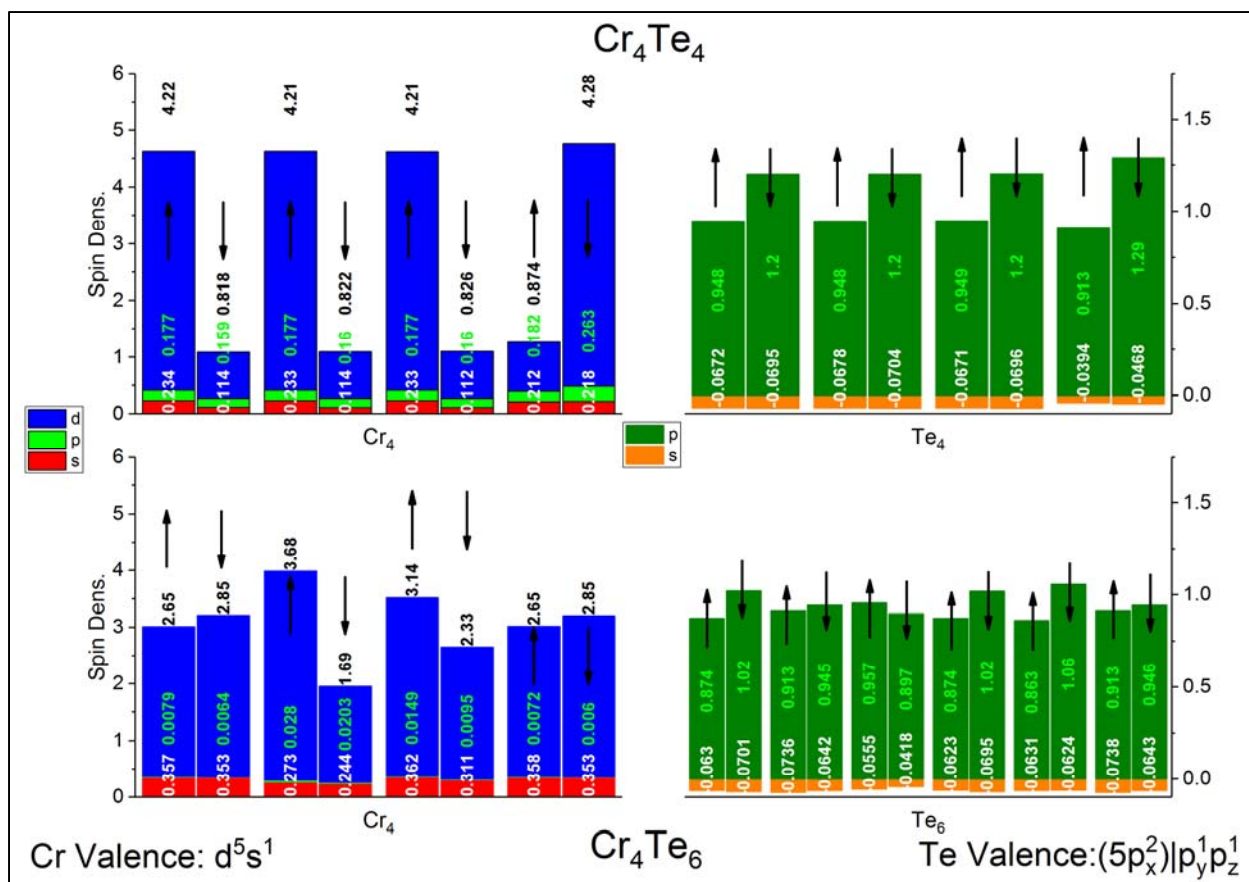 Cr4Te4
6
5
4
3
2
1
0
Spin Dens.
4.22
4.21
4.21
4.28
0.234 0.177
0.114 0.159 0.818
0.233 0.177
0.114 0.16 0.822
0.233 0.177
0.112 0.16 0.826
0.212 0.182 0.874
0.218 0.263
Cr4
1.5
1.0
0.5
0.0
-0.0672 0.948
-0.0695 1.2
-0.0678 0.948
-0.0704 1.2
-0.0671 0.949
-0.0696 1.2
-0.0394 0.913
-0.0468 1.29
Te4
d
p
s
p
s
6
5
4
3
2
1
0
Spin Dens.
0.357 0.0079 2.65
0.353 0.0064 2.85
0.273 0.028 3.68
0.244 0.0203 1.69
0.362 0.0149 3.14
0.311 0.0095 2.33
0.358 0.0072 2.65
0.353 0.006 2.85
Cr4
1.5
1.0
0.5
0.0
-0.063 0.874
-0.0701 1.02
-0.0736 0.913
-0.0642 0.945
-0.0555 0.957
-0.0418 0.897
-0.0623 0.874
-0.0695 1.02
-0.0631 0.863
-0.0624 1.06
-0.0738 0.913
-0.0643 0.946
Te6
Cr Valence: d⁵s¹
Cr4Te6
Te Valence:(5pₓ²)|p_y¹p_z¹